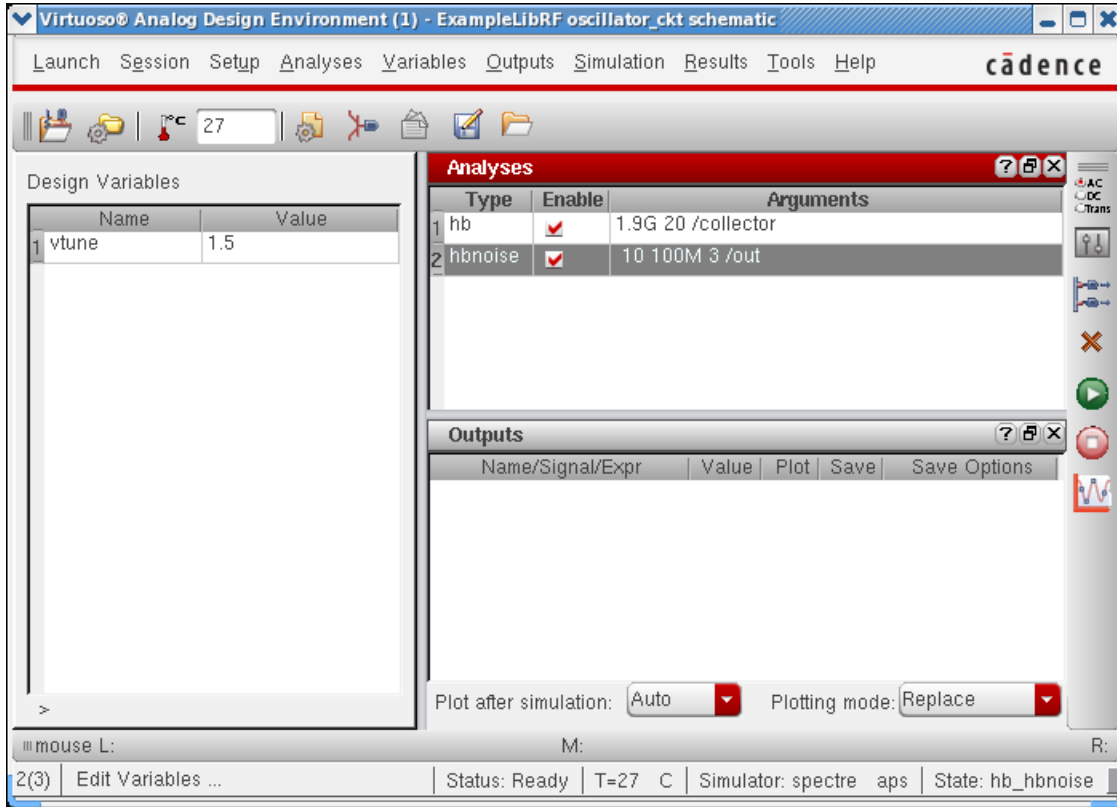 Virtuoso® Analog Design Environment (1) - ExampleLibRF oscillator_ckt schematic
Launch Session Setup Analyses Variables Outputs Simulation Results Tools Help cādence
°C 27
Design Variables
Name Value
1 vtune 1.5
>
Analyses
Type Enable Arguments
1 hb 1.9G 20 /collector
2 hbnoise 10 100M 3 /out
AC
DC
Trans
Outputs
Name/Signal/Expr Value Plot Save Save Options
Plot after simulation: Auto Plotting mode: Replace
mouse L: M: R:
2(3) Edit Variables ... Status: Ready T=27 C Simulator: spectre aps State: hb_hbnoise